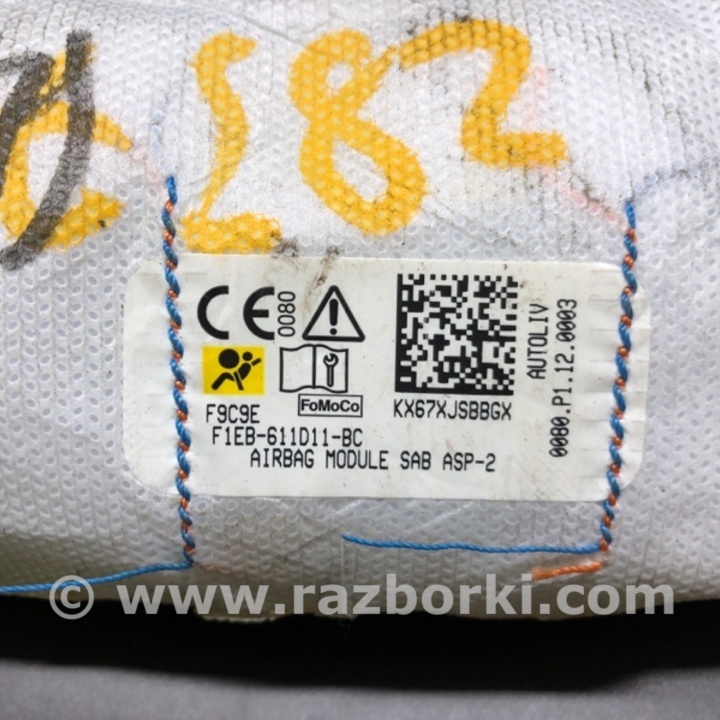 282
CE 0080
FoMoCo
KX67XJSBBGX
AUTOLIV
0080.P1.12.0003
F9C9E
F1EB-611D11-BC
AIRBAG MODULE SAB ASP-2
© www.razborki.com